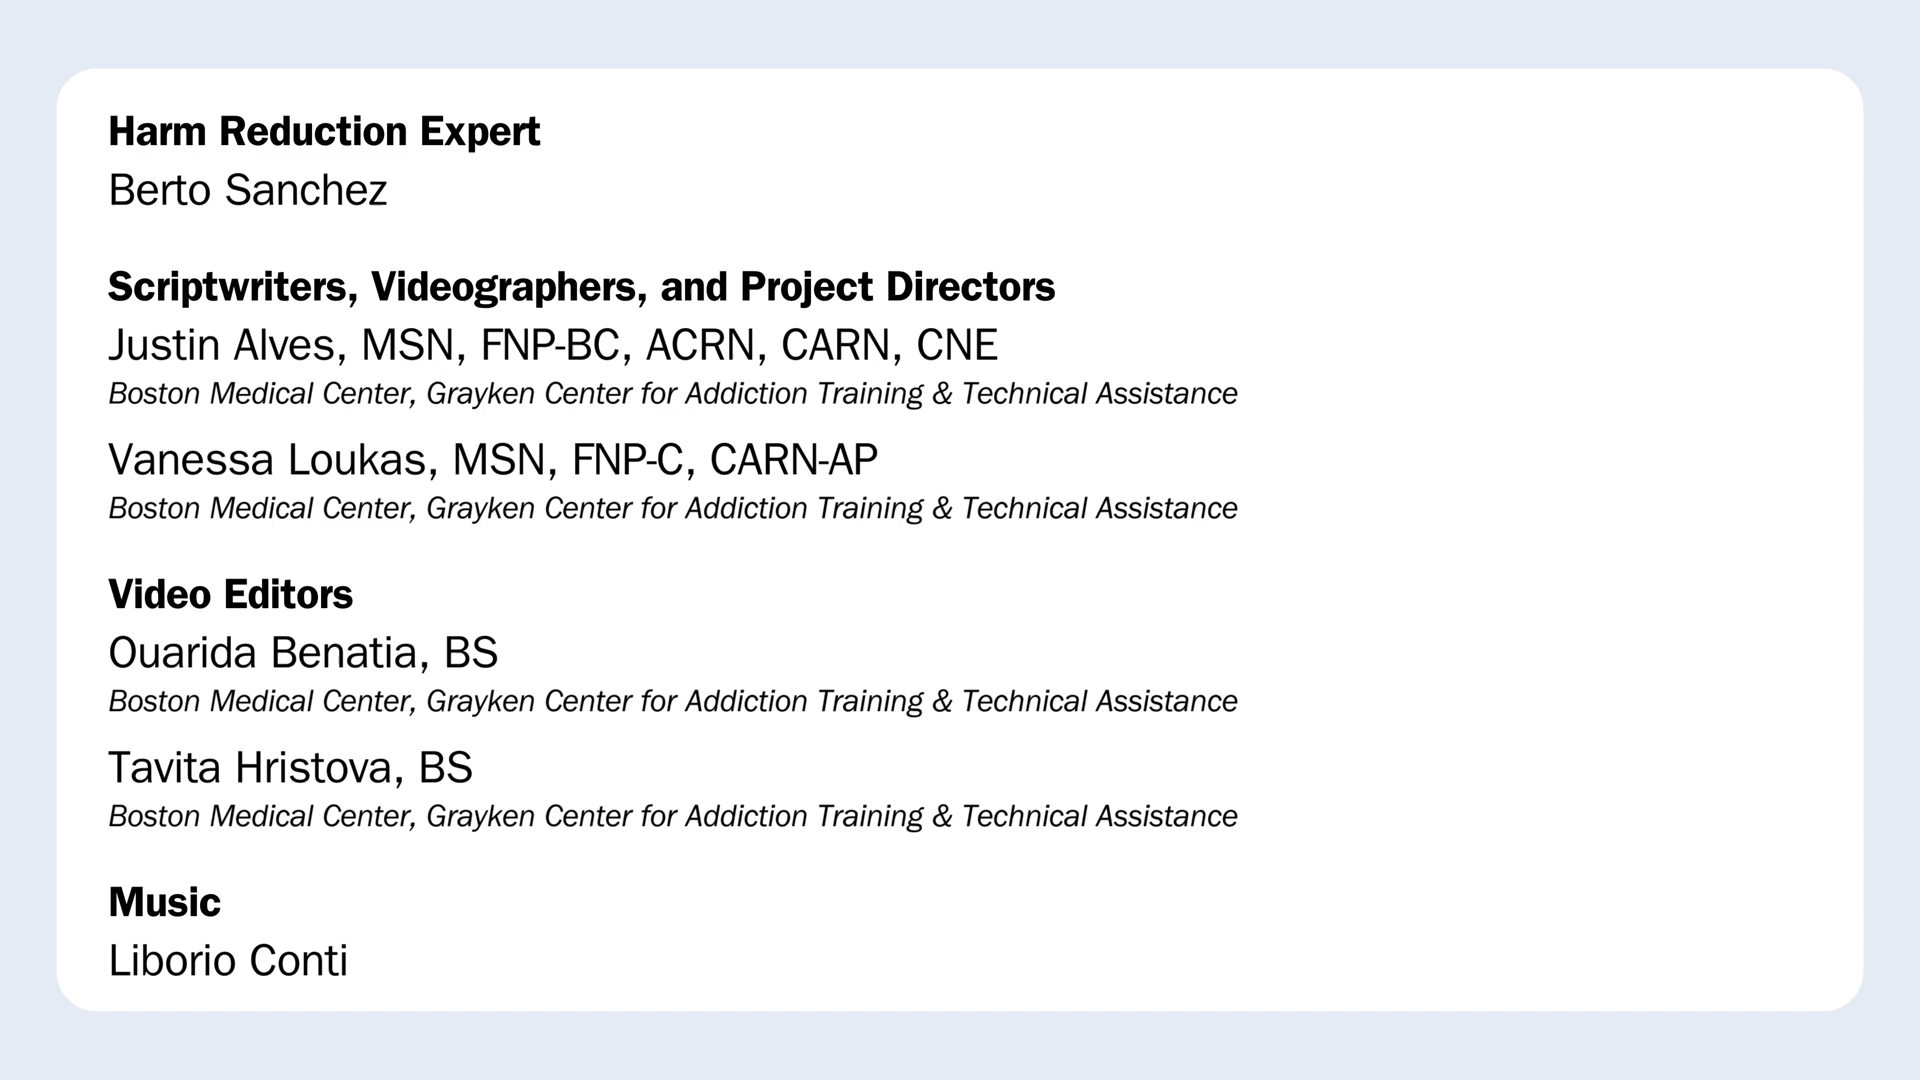 Harm Reduction Expert
Berto Sanchez
Scriptwriters, Videographers, and Project Directors
Justin Alves, MSN, FNP-BC, ACRN, CARN, CNE
Boston Medical Center, Grayken Center for Addiction Training & Technical Assistance
Vanessa Loukas, MSN, FNP-C, CARN-AP
Boston Medical Center, Grayken Center for Addiction Training & Technical Assistance
Video Editors
Ouarida Benatia, BS
Boston Medical Center, Grayken Center for Addiction Training & Technical Assistance
Tavita Hristova, BS
Boston Medical Center, Grayken Center for Addiction Training & Technical Assistance
Music
Liborio Conti